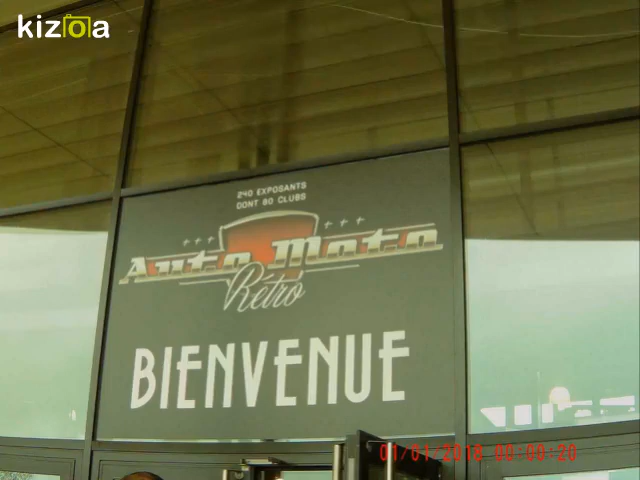 kizoa
240 EXPOSANTS
DONT 80 CLUBS
Auto Moto
Rétro
BIENVENUE
01/01/2018 00:00:20